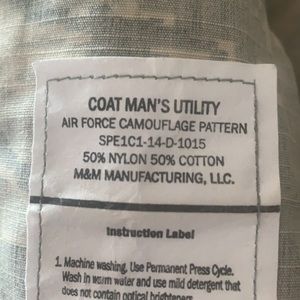 COAT MAN'S UTILITY
AIR FORCE CAMOUFLAGE PATTERN
SPE1C1-14-D-1015
50% NYLON 50% COTTON
M&M MANUFACTURING, LLC.
Instruction Label
1. Machine washing. Use Permanent Press Cycle.
Wash in warm water and use mild detergent that
does not contain optical brighteners.